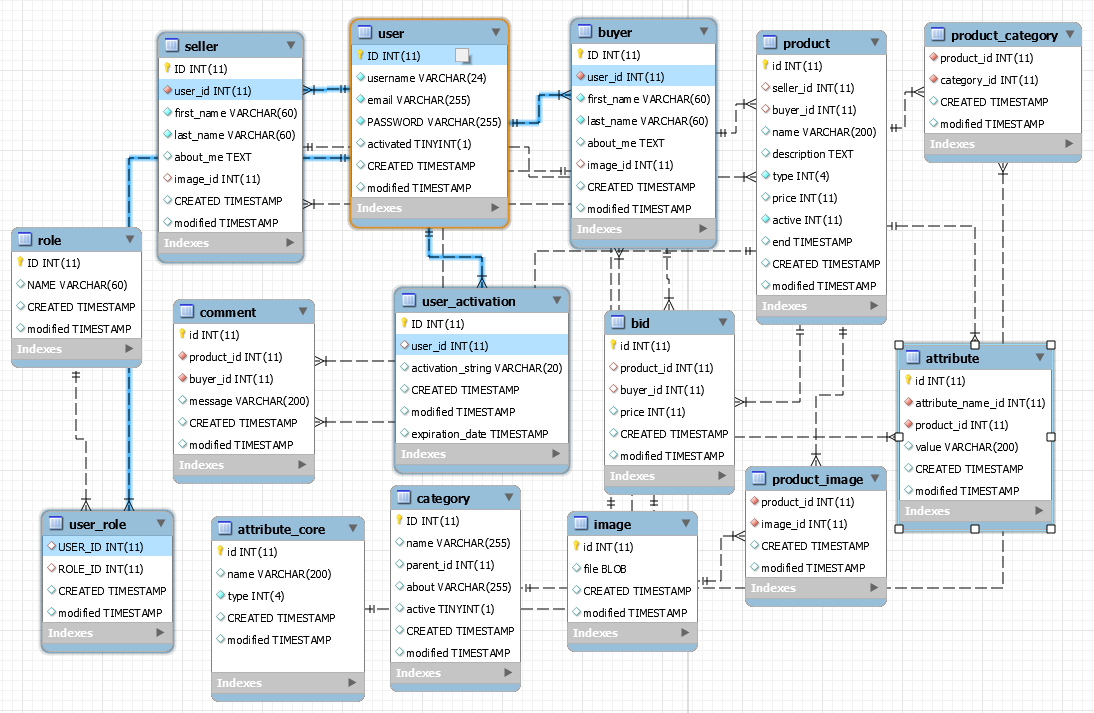 seller
ID INT(11)
user_id INT(11)
first_name VARCHAR(60)
last_name VARCHAR(60)
about_me TEXT
image_id INT(11)
CREATED TIMESTAMP
modified TIMESTAMP
Indexes
user
ID INT(11)
username VARCHAR(24)
email VARCHAR(255)
PASSWORD VARCHAR(255)
activated TINYINT(1)
CREATED TIMESTAMP
modified TIMESTAMP
Indexes
buyer
ID INT(11)
user_id INT(11)
first_name VARCHAR(60)
last_name VARCHAR(60)
about_me TEXT
image_id INT(11)
CREATED TIMESTAMP
modified TIMESTAMP
Indexes
product
id INT(11)
seller_id INT(11)
buyer_id INT(11)
name VARCHAR(200)
description TEXT
type INT(4)
price INT(11)
active INT(11)
end TIMESTAMP
CREATED TIMESTAMP
modified TIMESTAMP
Indexes
product_category
product_id INT(11)
category_id INT(11)
CREATED TIMESTAMP
modified TIMESTAMP
Indexes
role
ID INT(11)
NAME VARCHAR(60)
CREATED TIMESTAMP
modified TIMESTAMP
Indexes
comment
id INT(11)
product_id INT(11)
buyer_id INT(11)
message VARCHAR(200)
CREATED TIMESTAMP
modified TIMESTAMP
Indexes
user_activation
ID INT(11)
user_id INT(11)
activation_string VARCHAR(20)
CREATED TIMESTAMP
modified TIMESTAMP
expiration_date TIMESTAMP
Indexes
bid
id INT(11)
product_id INT(11)
buyer_id INT(11)
price INT(11)
CREATED TIMESTAMP
modified TIMESTAMP
Indexes
attribute
id INT(11)
attribute_name_id INT(11)
product_id INT(11)
value VARCHAR(200)
CREATED TIMESTAMP
modified TIMESTAMP
Indexes
user_role
USER_ID INT(11)
ROLE_ID INT(11)
CREATED TIMESTAMP
modified TIMESTAMP
Indexes
attribute_core
id INT(11)
name VARCHAR(200)
type INT(4)
CREATED TIMESTAMP
modified TIMESTAMP
Indexes
category
ID INT(11)
name VARCHAR(255)
parent_id INT(11)
about VARCHAR(255)
active TINYINT(1)
CREATED TIMESTAMP
modified TIMESTAMP
Indexes
image
id INT(11)
file BLOB
CREATED TIMESTAMP
modified TIMESTAMP
Indexes
product_image
product_id INT(11)
image_id INT(11)
CREATED TIMESTAMP
modified TIMESTAMP
Indexes